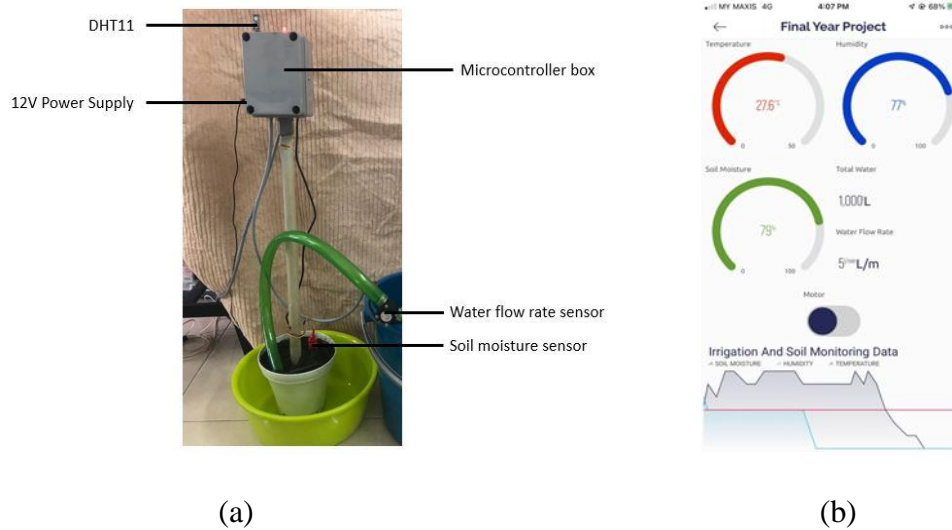 DHT11
Microcontroller box
12V Power Supply
Water flow rate sensor
Soil moisture sensor
(a)
MY MAXIS 4G 4:07 PM 68%
Final Year Project
Temperature Humidity
27.6°C 77%
0 50 0 100
Soil Moisture Total Water
1,000 L
79% Water Flow Rate
0 100 L/m
Motor
Irrigation And Soil Monitoring Data
SOIL MOISTURE HUMIDITY TEMPERATURE
(b)